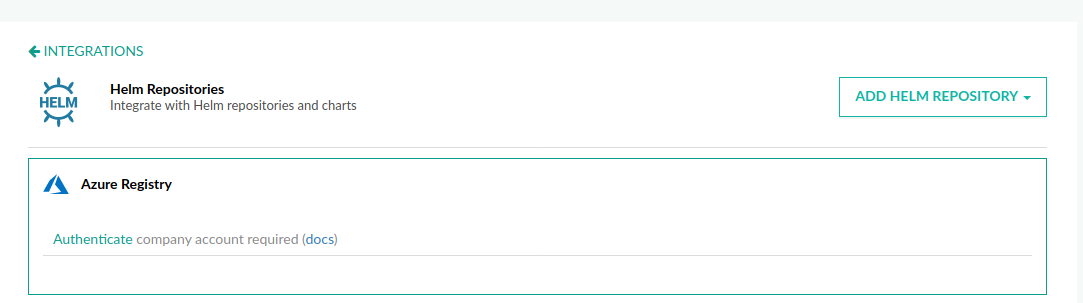 INTEGRATIONS
HELM
Helm Repositories
Integrate with Helm repositories and charts
ADD HELM REPOSITORY
Azure Registry
Authenticate company account required (docs)